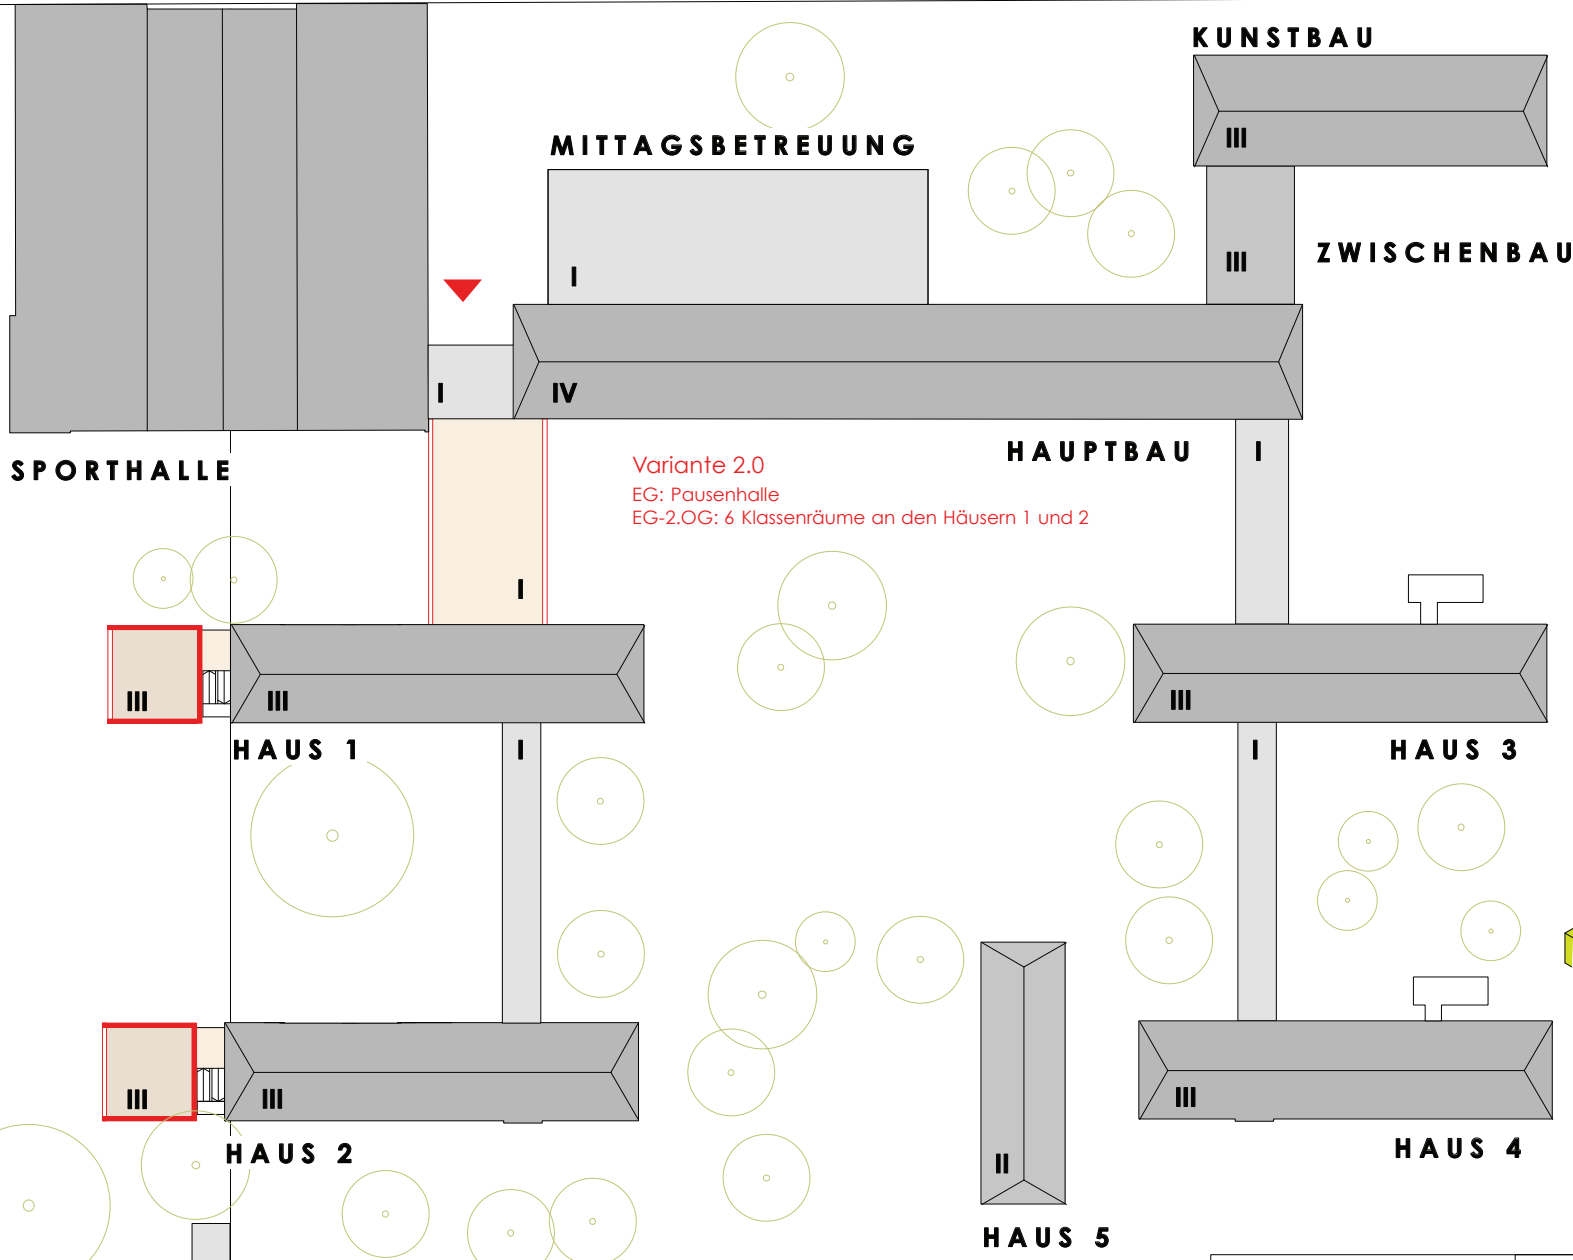 KUNSTBAU
MITTAGSBETREUUNG
III
ZWISCHENBAU
III
I
I
IV
HAUPTBAU
I
SPORTHALLE
Variante 2.0
EG: Pausenhalle
EG-2.OG: 6 Klassenräume an den Häusern 1 und 2
I
III
III
III
HAUS 1
I
I
HAUS 3
III
III
III
HAUS 2
HAUS 4
II
HAUS 5